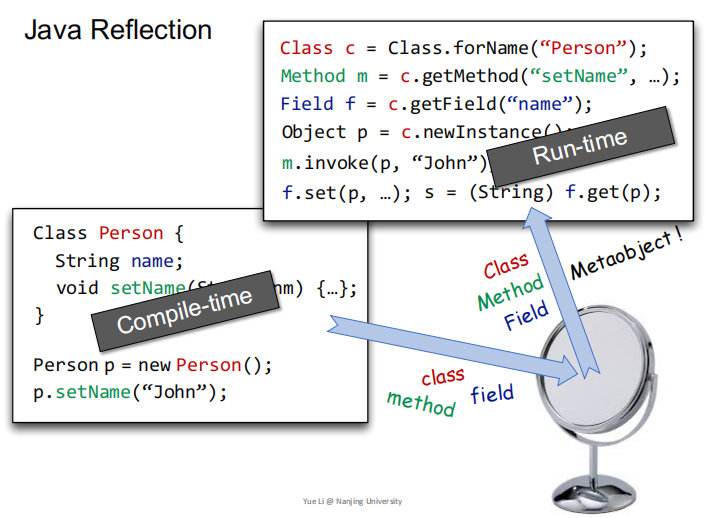 Java Reflection
Class c = Class.forName(“Person”);
Method m = c.getMethod(“setName”, …);
Field f = c.getField(“name”);
Object p = c.newInstance();
m.invoke(p, “John”)
Run-time
f.set(p, …); s = (String) f.get(p);
Class Person {
String name;
void setName( nm) {…};
}
Compile-time
Person p = new Person();
p.setName(“John”);
Class
Method
Field
Metaobject !
class
method
field
Yue Li @ Nanjing University